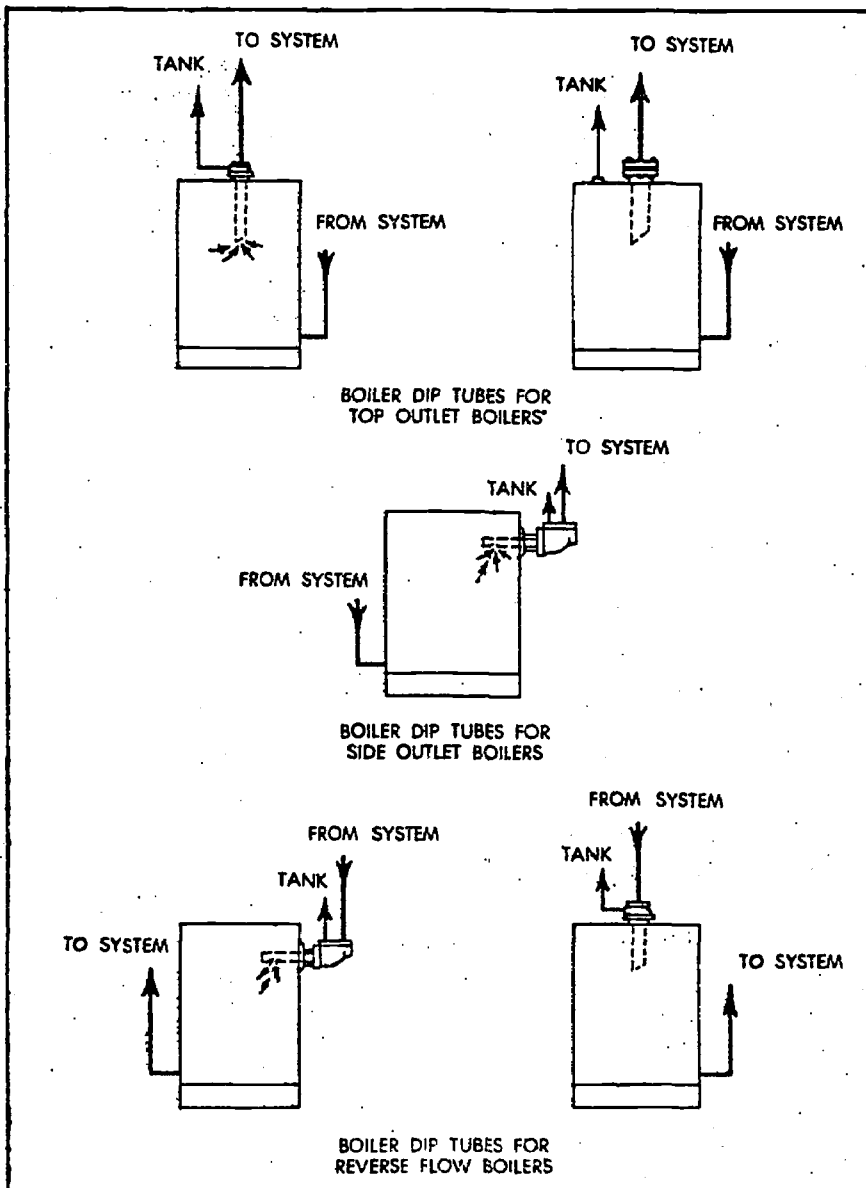 TO SYSTEM
TANK
FROM SYSTEM
TO SYSTEM
TANK
FROM SYSTEM
BOILER DIP TUBES FOR
TOP OUTLET BOILERS"
TO SYSTEM
TANK
FROM SYSTEM
BOILER DIP TUBES FOR
SIDE OUTLET BOILERS
FROM SYSTEM
TANK
TO SYSTEM
FROM SYSTEM
TANK
TO SYSTEM
BOILER DIP TUBES FOR
REVERSE FLOW BOILERS